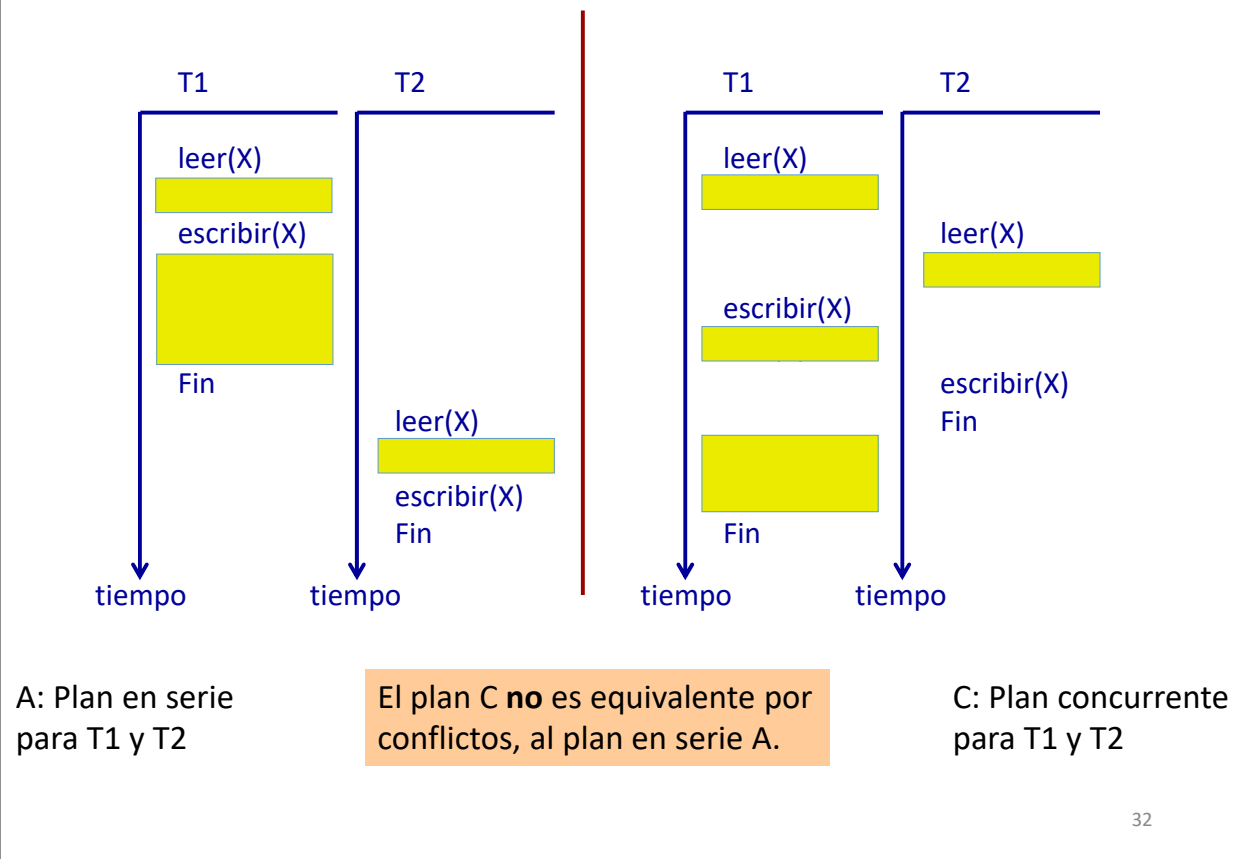 T1
T2
leer(X)
escribir(X)
Fin
leer(X)
escribir(X)
Fin
tiempo
tiempo
T1
T2
leer(X)
leer(X)
escribir(X)
escribir(X)
Fin
Fin
tiempo
tiempo
A: Plan en serie
para T1 y T2
El plan C no es equivalente por
conflictos, al plan en serie A.
C: Plan concurrente
para T1 y T2
32